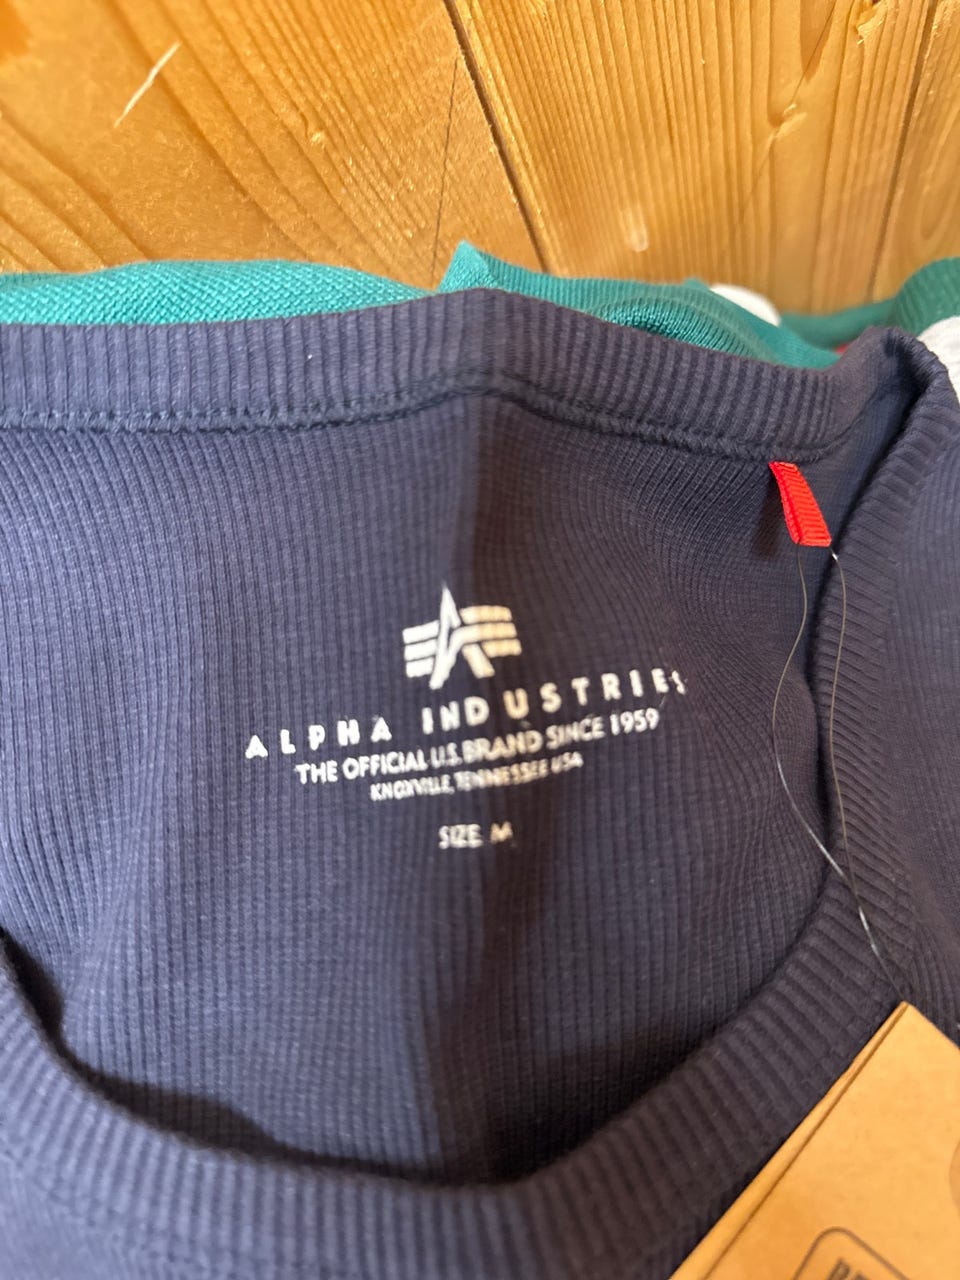 ALPHA INDUSTRIES
THE OFFICIAL U.S. BRAND SINCE 1959
KNOXVILLE, TENNESSEE USA
SIZE M